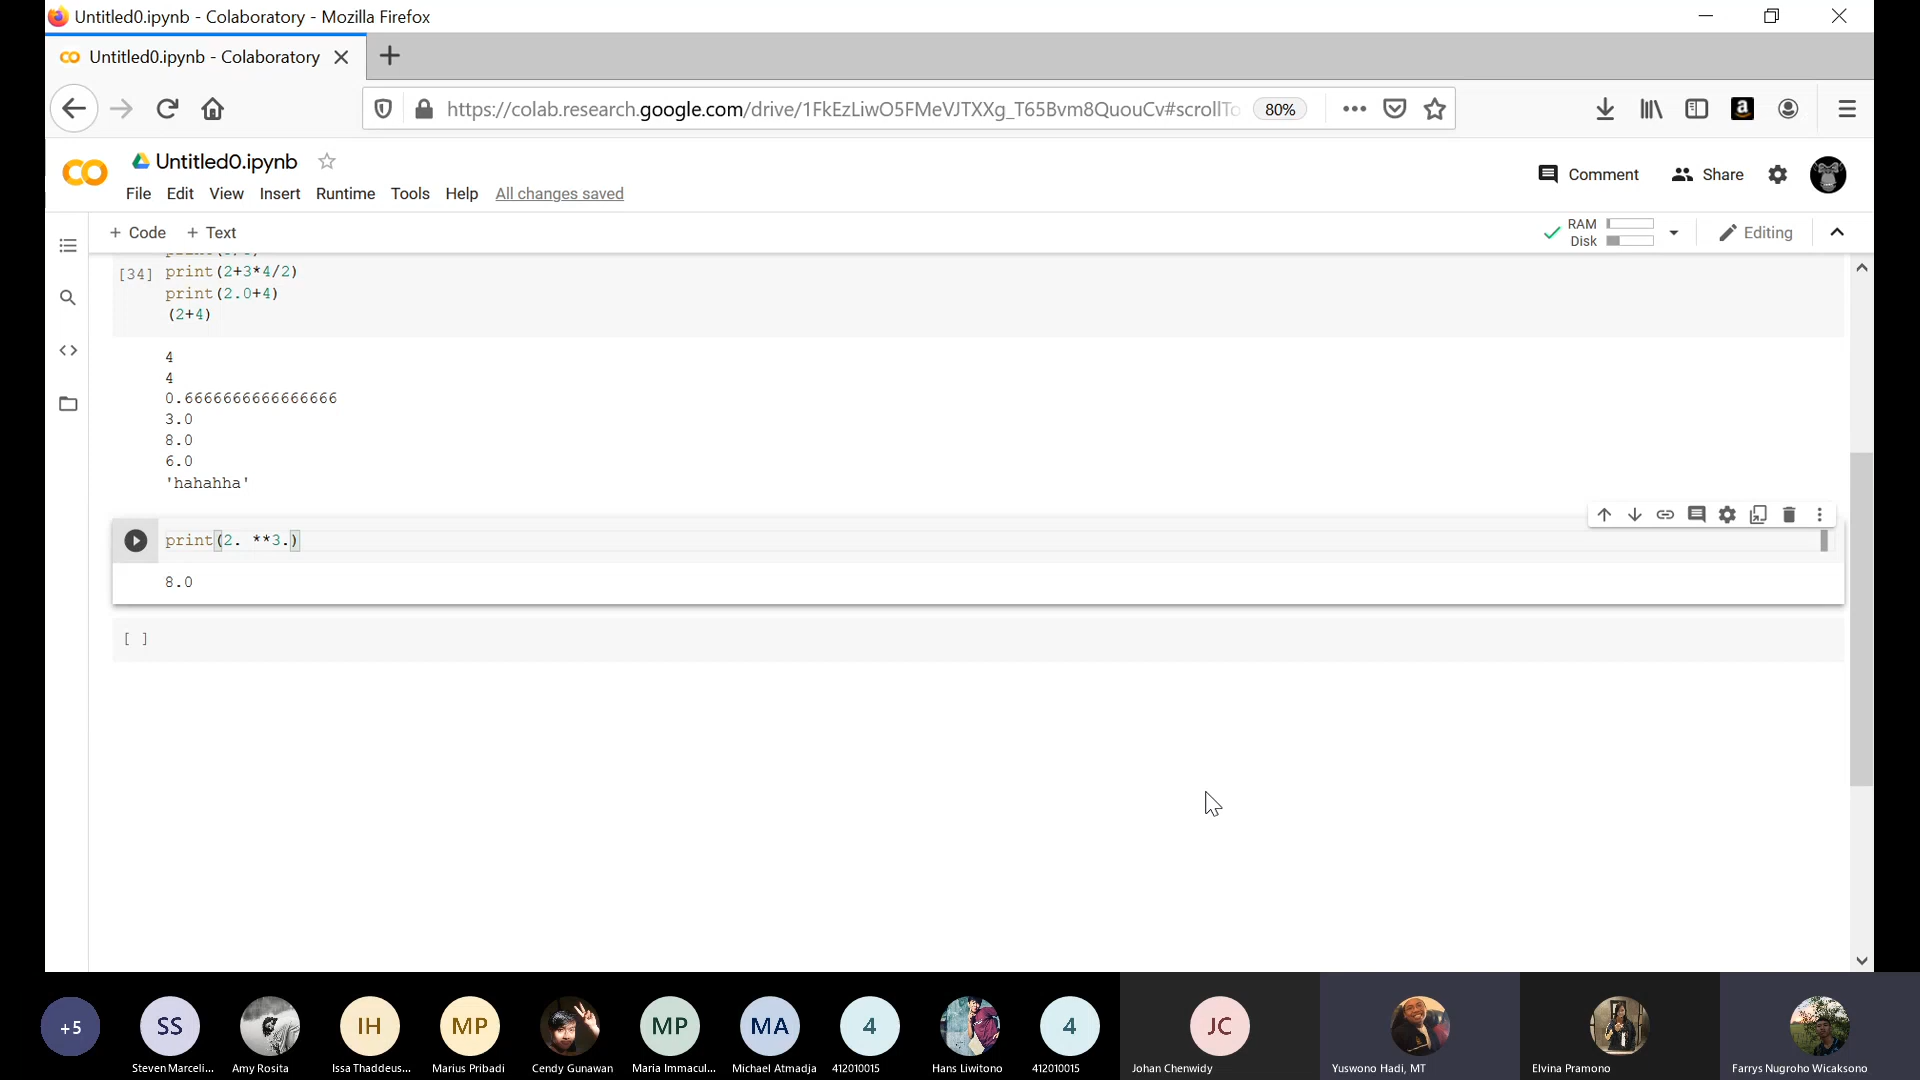 Untitled0.ipynb - Colaboratory - Mozilla Firefox
Untitled0.ipynb - Colaboratory
https://colab.research.google.com/drive/1FkEzLiwO5FMeVJTXXg_T65Bvm8QuouCv#scrollTo
80%
Untitled0.ipynb
Comment
Share
File Edit View Insert Runtime Tools Help All changes saved
+ Code + Text
RAM
Disk
Editing
[34] print(2+3*4/2)
print(2.0+4)
(2+4)
4
4
0.6666666666666666
3.0
8.0
6.0
'hahahha'
print(2. **3.)
8.0
[ ]
+5
SS
IH
MP
MP
MA
4
4
JC
Steven Marceli...
Amy Rosita
Issa Thaddeus...
Marius Pribadi
Cendy Gunawan
Maria Immacul...
Michael Atmadja
412010015
Hans Liwitono
412010015
Johan Chenwidy
Yuswono Hadi, MT
Elvina Pramono
Farrys Nugroho Wicaksono